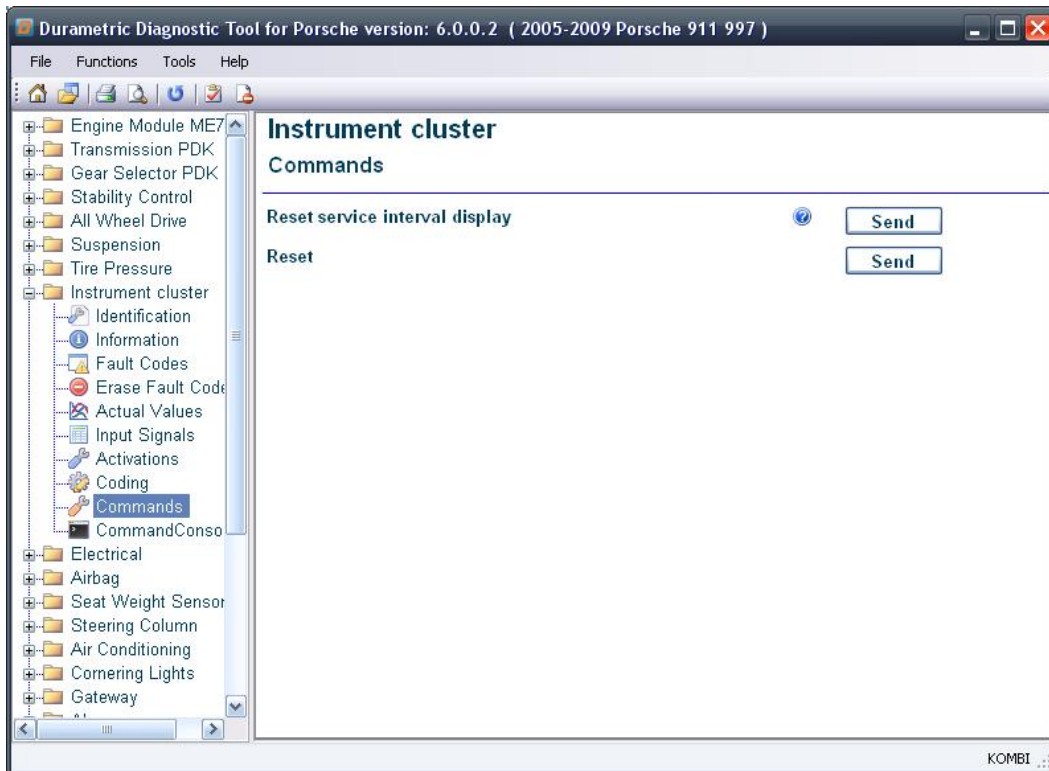 Durametric Diagnostic Tool for Porsche version: 6.0.0.2 ( 2005-2009 Porsche 911 997 )
File Functions Tools Help
Engine Module ME7
Transmission PDK
Gear Selector PDK
Stability Control
All Wheel Drive
Suspension
Tire Pressure
Instrument cluster
Identification
Information
Fault Codes
Erase Fault Code
Actual Values
Input Signals
Activations
Coding
Commands
CommandConso
Electrical
Airbag
Seat Weight Sensor
Steering Column
Air Conditioning
Cornering Lights
Gateway
Instrument cluster
Commands
Reset service interval display Send
Reset Send
KOMBI